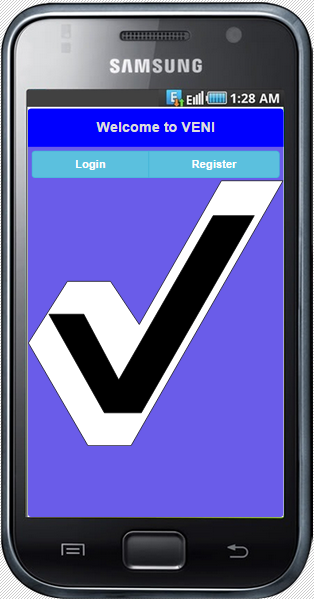 SAMSUNG
E 1:28 AM
Welcome to VENI
Login Register